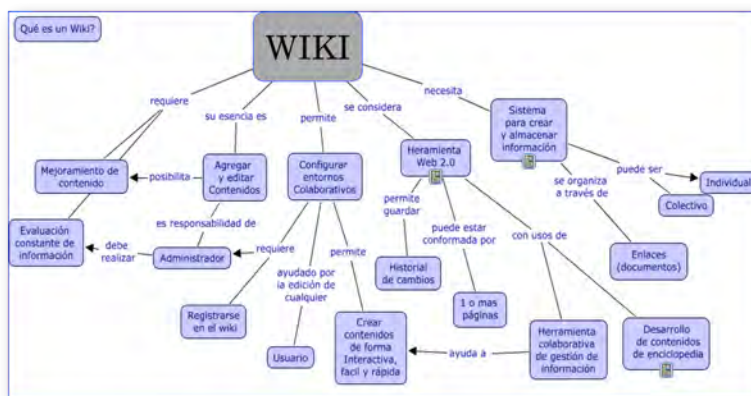 Qué es un Wiki?
WIKI
requiere
su esencia es
permite
se considera
necesita
Mejoramiento de
contenido
posibilita
Agregar
y editar
Contenidos
Configurar
entornos
Colaborativos
Heramienta
Web 2.0
Sistema
para crear
y almacenar
información
puede ser
Individual
Colectivo
se organiza
a través de
Enlaces
(documentos)
permite
guardar
Historial
de cambios
puede estar
conformada por
1 o mas
páginas
con usos de
Evaluación
constante de
información
debe
realizar
es responsabilidad de
Administrador
requiere
Registrarse
en el wiki
ayudado por
la edición de
cualquier
Usuario
permite
Crear
contenidos
de forma
Interactiva,
facil y rápida
ayuda a
Herramienta
colaborativa
de gestión de
información
Desarrollo
de contenidos
de enciclopedia